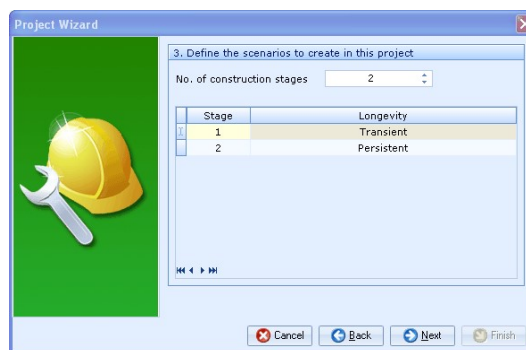 Project Wizard
3. Define the scenarios to create in this project
No. of construction stages 2
Stage Longevity
1 Transient
2 Persistent
Cancel Back Next Finish